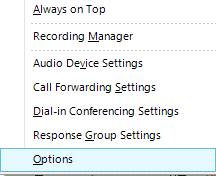 Always on Top
Recording Manager
Audio Device Settings
Call Forwarding Settings
Dial-in Conferencing Settings
Response Group Settings
Options